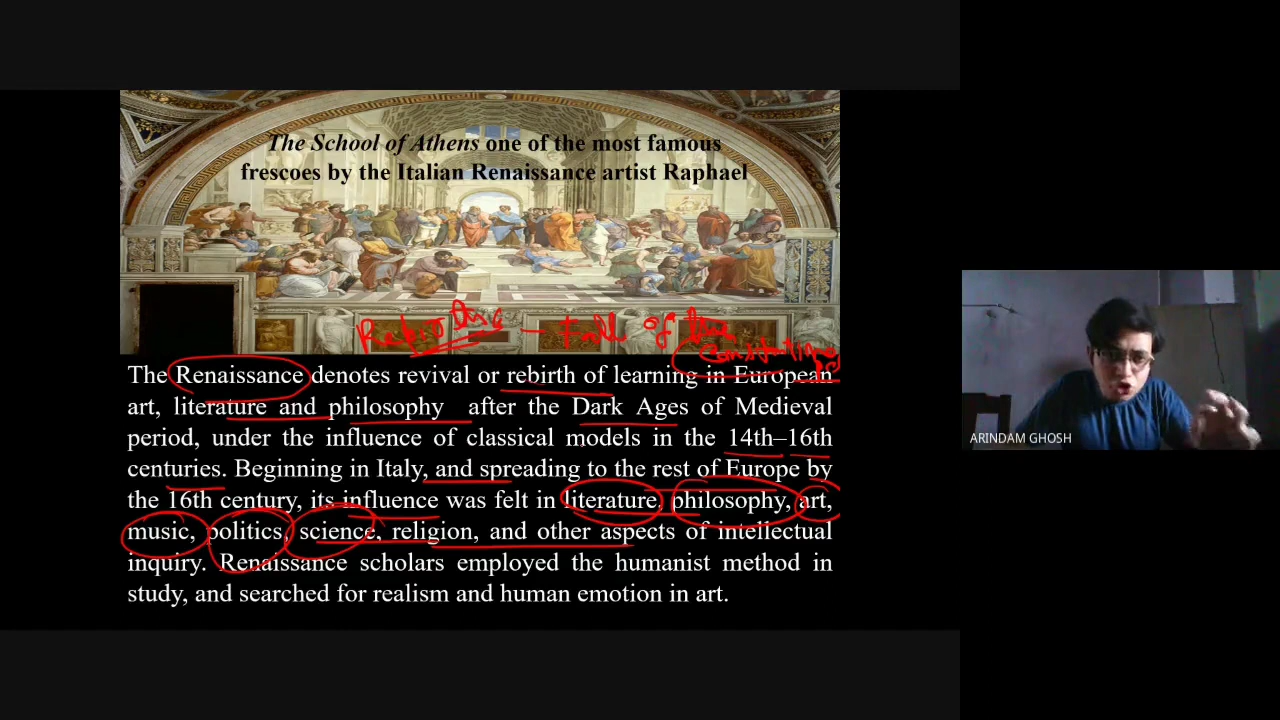 The School of Athens one of the most famous
frescoes by the Italian Renaissance artist Raphael
fall of the
The Renaissance denotes revival or rebirth of learning in European
art, literature and philosophy after the Dark Ages of Medieval
period, under the influence of classical models in the 14th–16th
centuries. Beginning in Italy, and spreading to the rest of Europe by
the 16th century, its influence was felt in literature, philosophy, art,
music, politics, science, religion, and other aspects of intellectual
inquiry. Renaissance scholars employed the humanist method in
study, and searched for realism and human emotion in art.
ARINDAM GHOSH